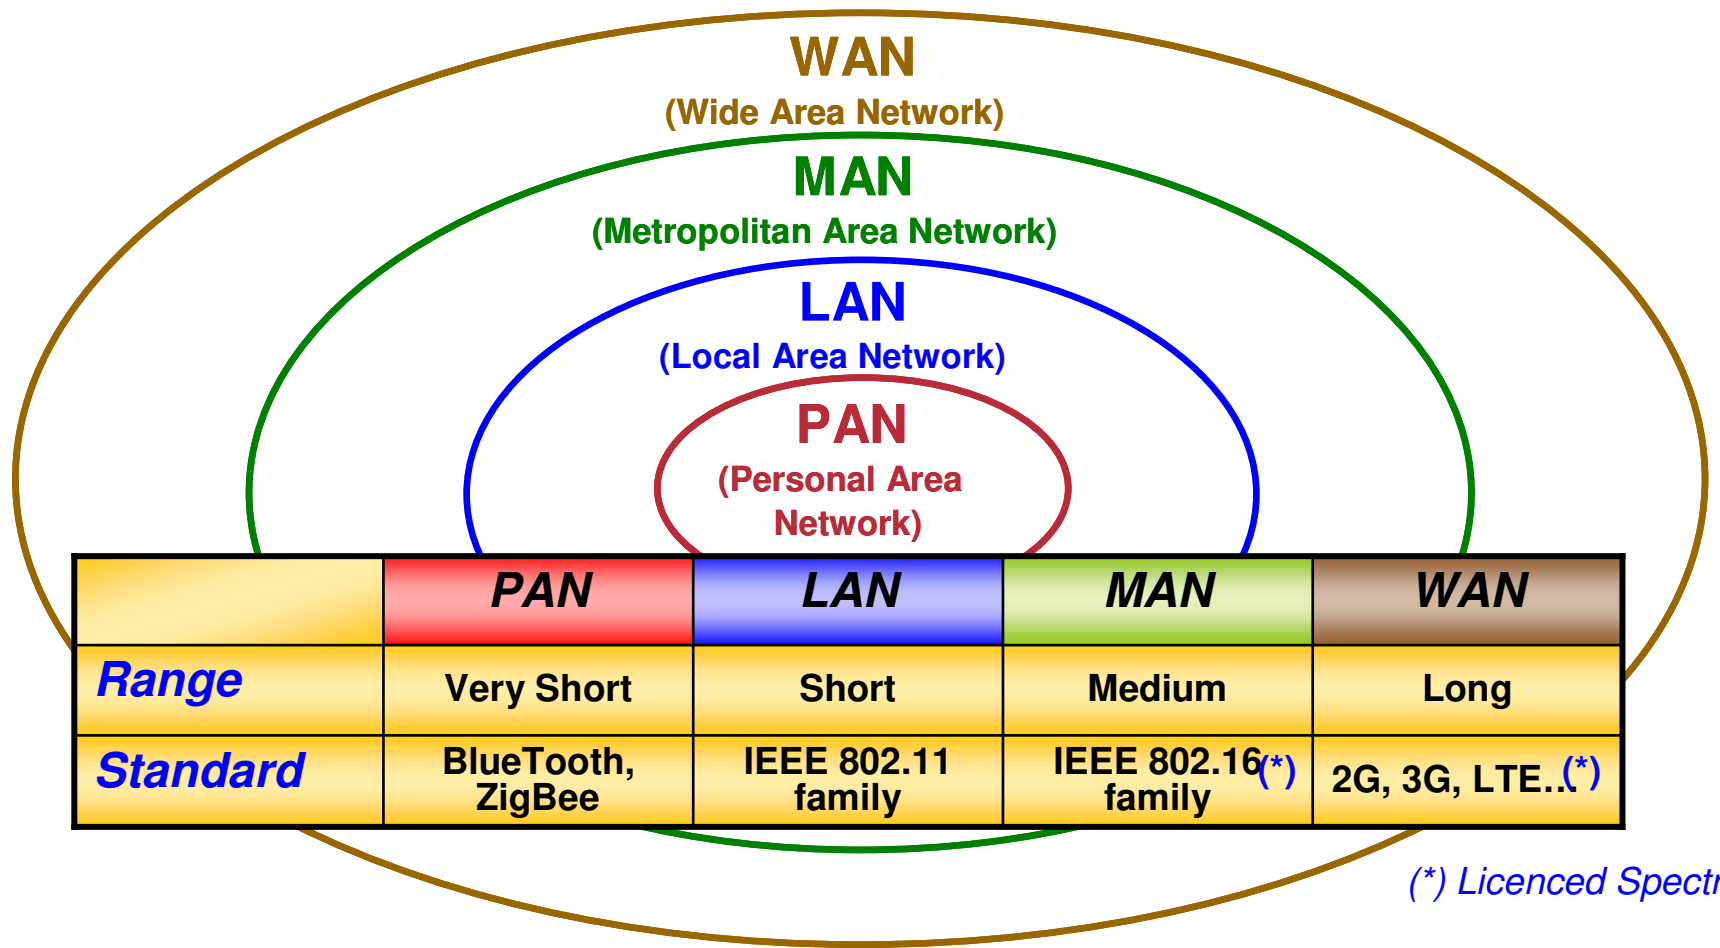 WAN
(Wide Area Network)
MAN
(Metropolitan Area Network)
LAN
(Local Area Network)
PAN
(Personal Area
Network)
PAN LAN MAN WAN
Range Very Short Short Medium Long
Standard BlueTooth, ZigBee IEEE 802.11 family IEEE 802.16 family (*) 2G, 3G, LTE... (*)
(*) Licenced Spectr